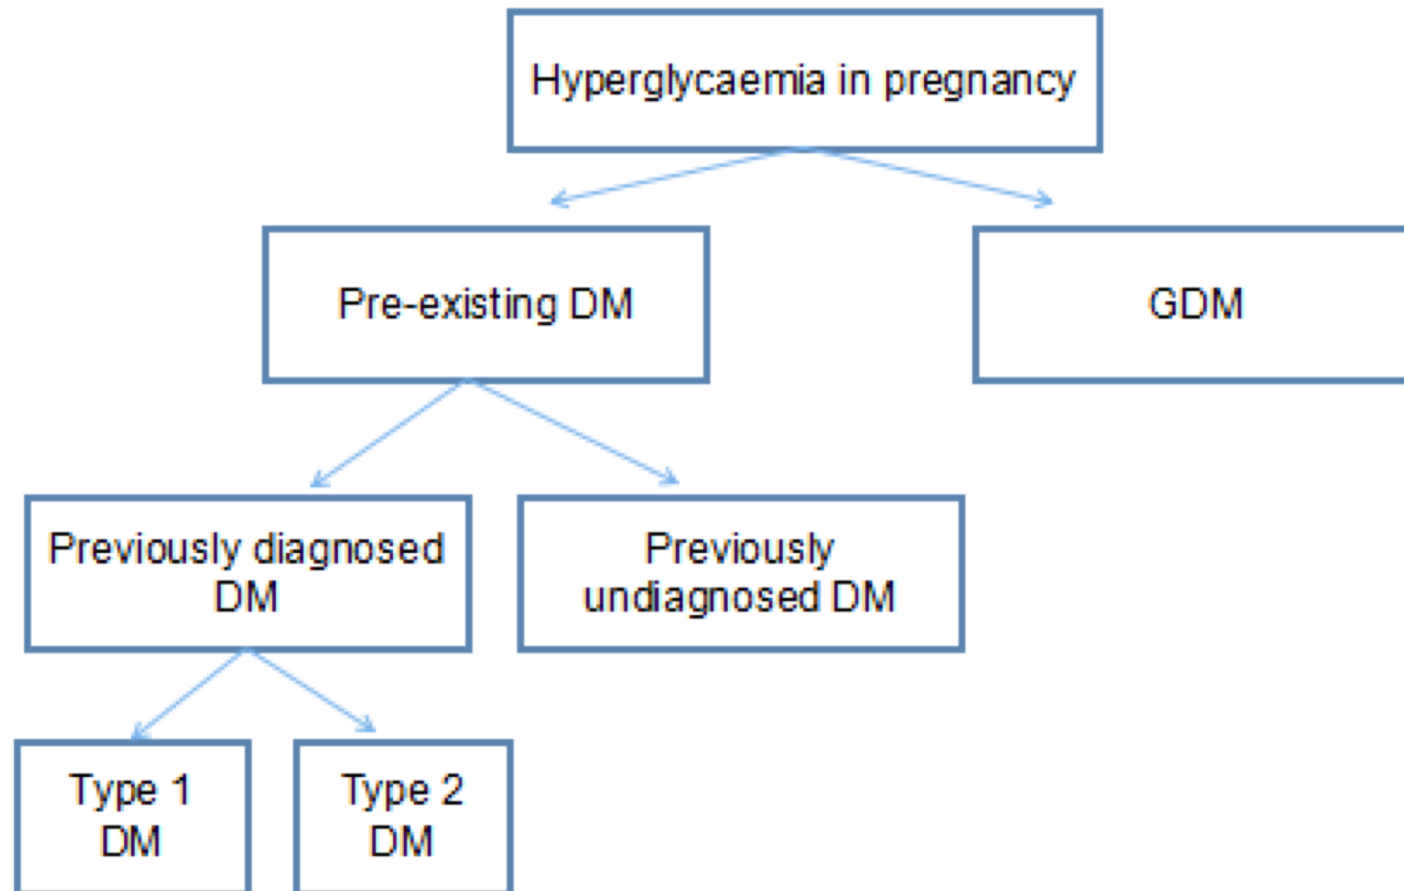 Hyperglycaemia in pregnancy
Pre-existing DM
GDM
Previously diagnosed
DM
Previously
undiagnosed DM
Type 1
DM
Type 2
DM